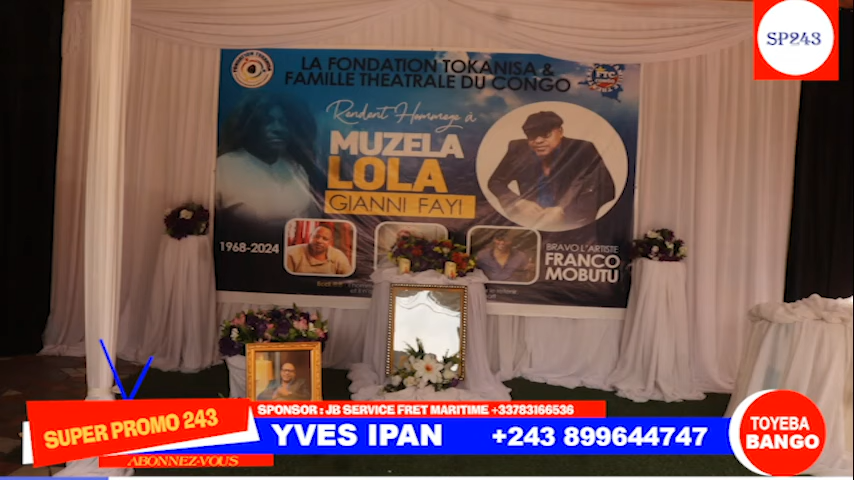 SP243
LA FONDATION TOKANISA &
FAMILLE THEATRALE DU CONGO
FTC
Rendent Hommage à
MUZELA
LOLA
GIANNI FAYI
1968-2024
BRAVO L'ARTISTE
FRANCO
MOBUTU
SPONSOR : JB SERVICE FRET MARITIME +33783166536
SUPER PROMO 243
YVES IPAN +243 899644747
TOYEBA
BANGO
ABONNEZ-VOUS